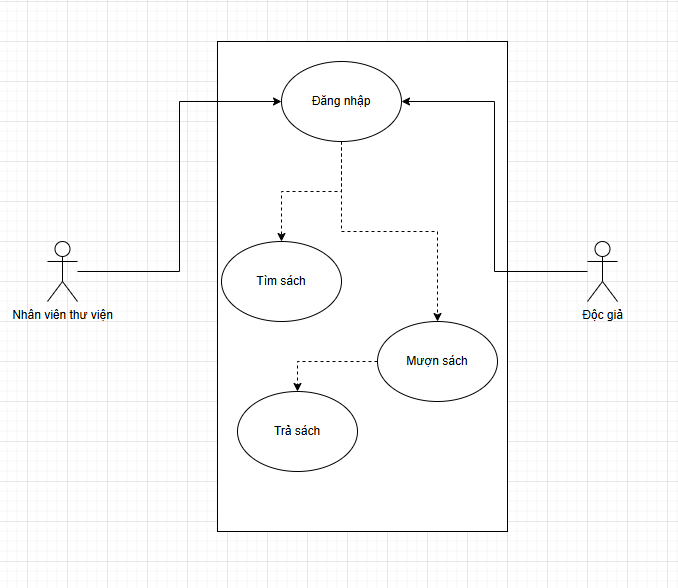 Đăng nhập
Tìm sách
Nhân viên thư viện
Độc giả
Mượn sách
Trả sách